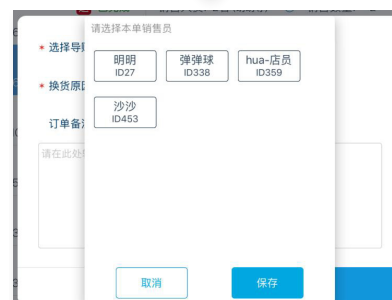 请选择本单销售员
* 选择导
明明
ID27
弹弹球
ID338
hua-店员
ID359
* 换货原
沙沙
ID453
订单备
请在此处
取消
保存